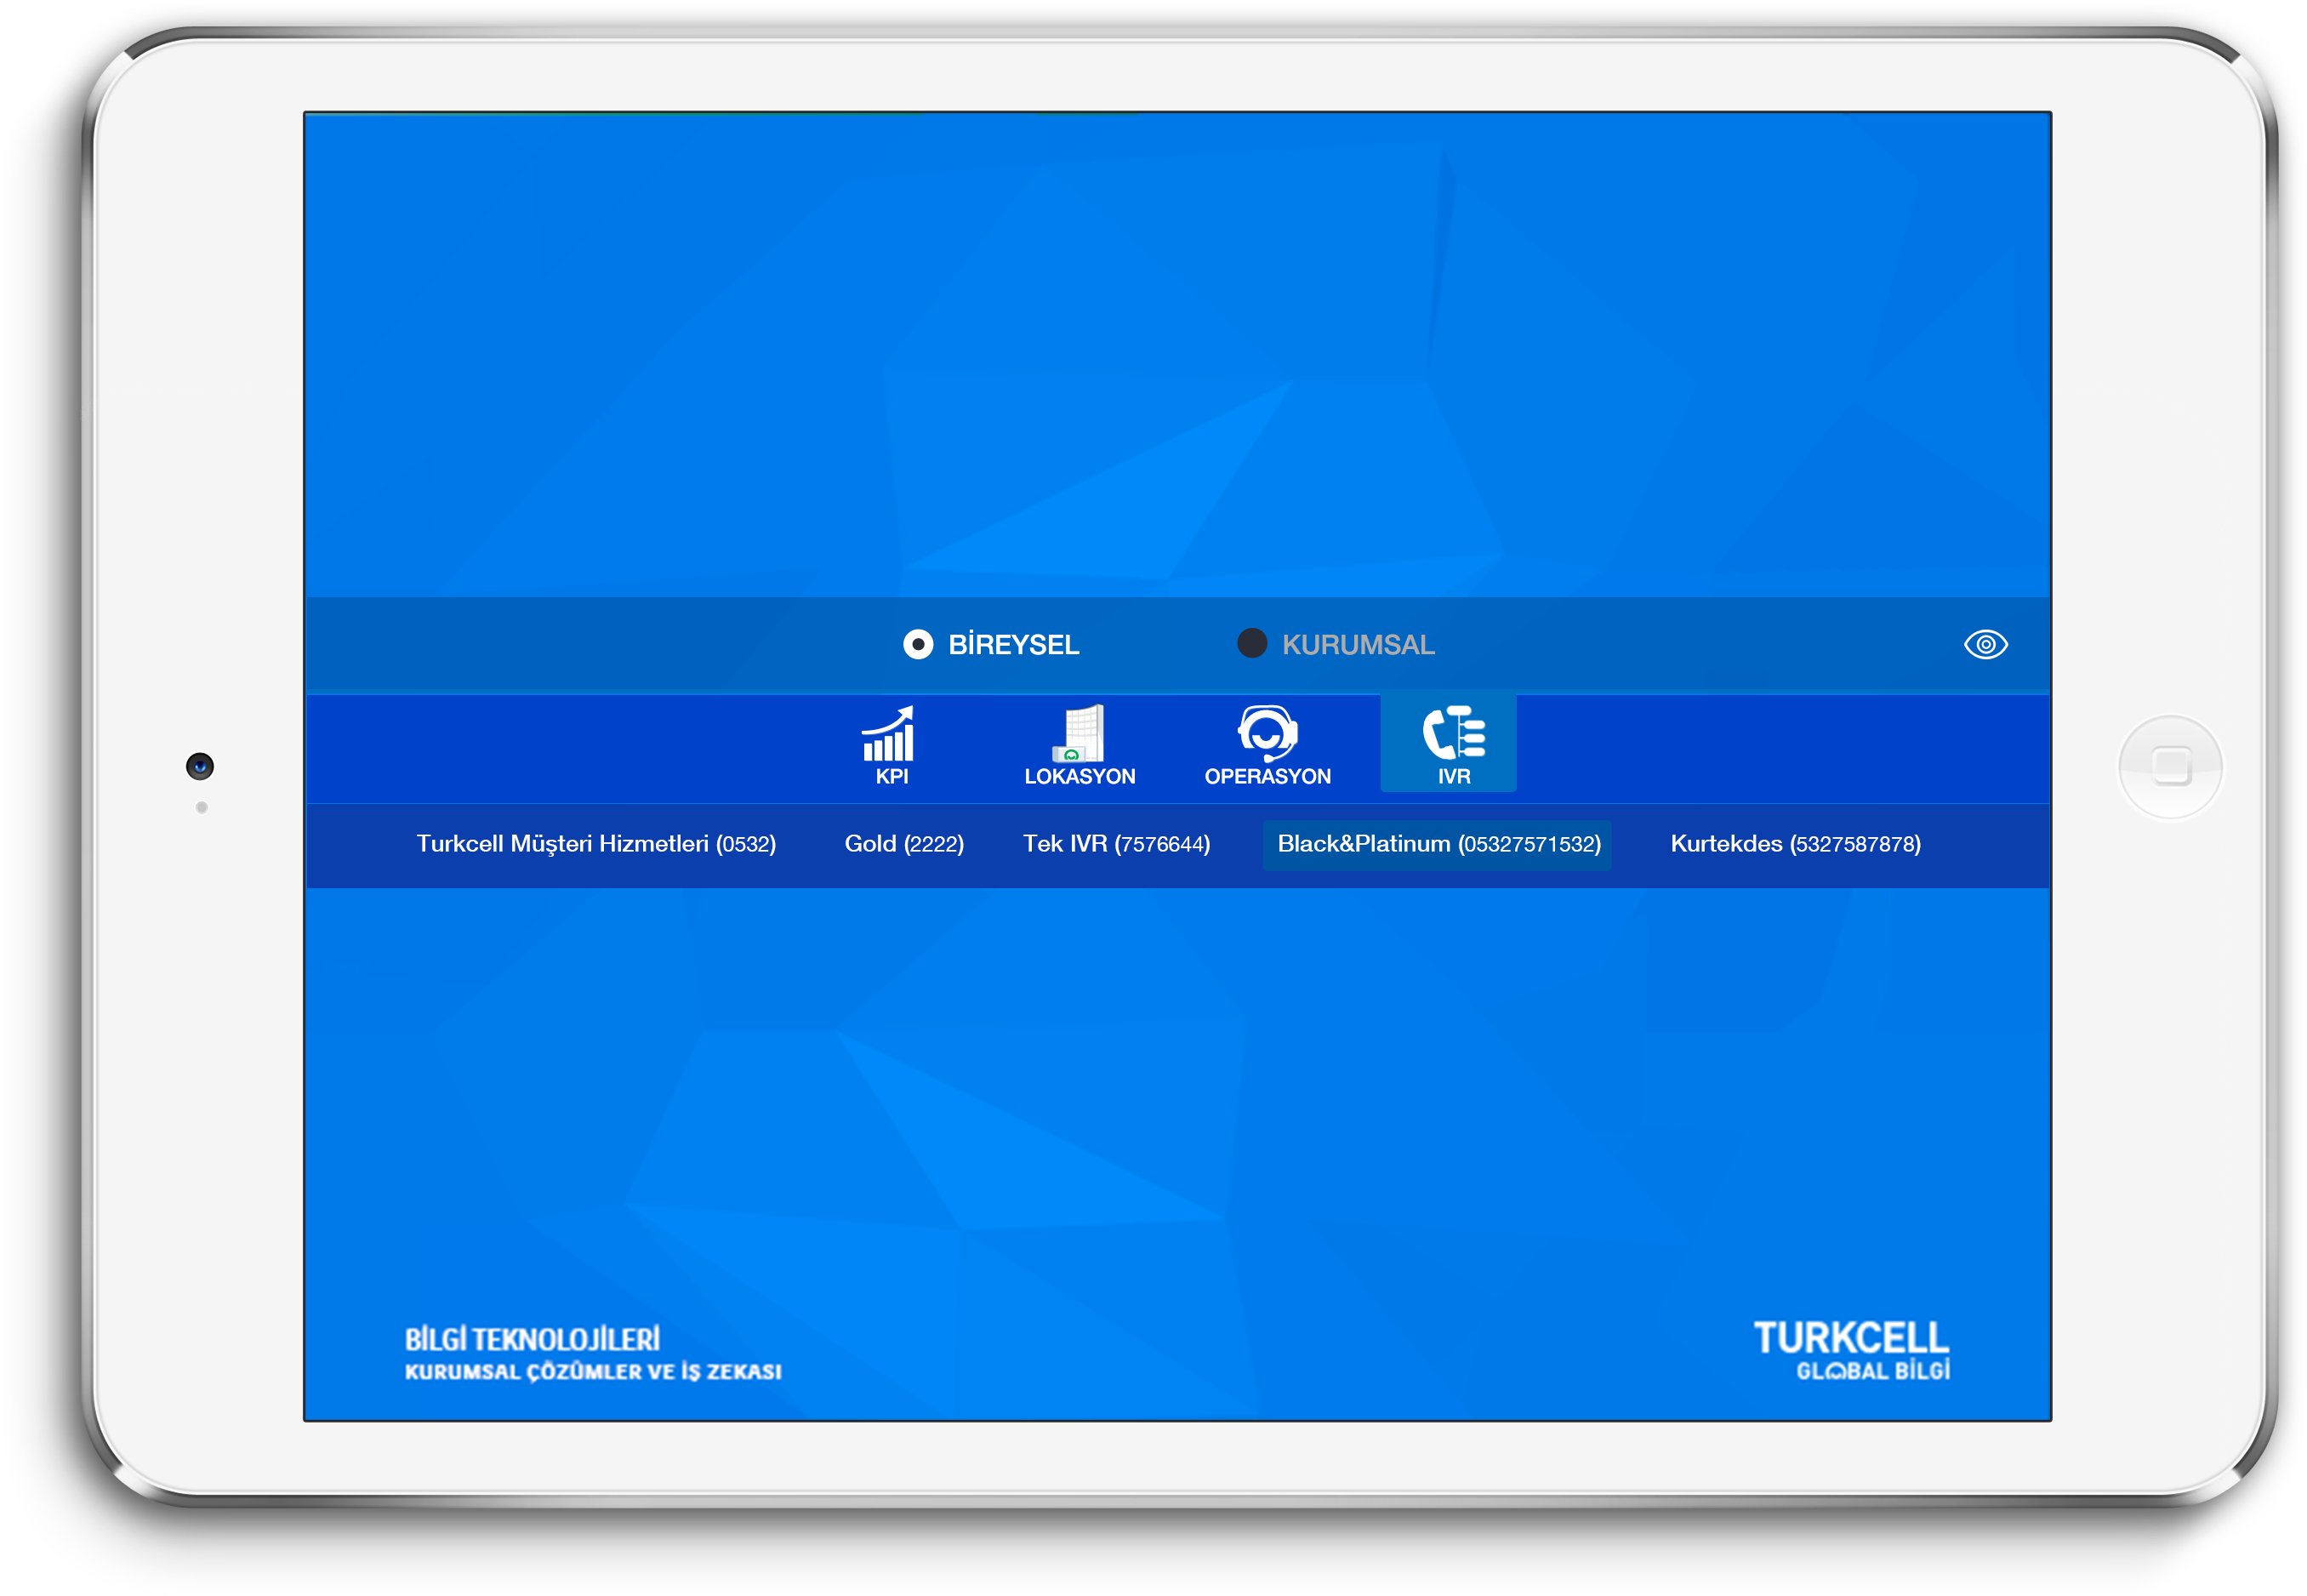 BİREYSEL KURUMSAL
KPI LOKASYON OPERASYON IVR
Turkcell Müşteri Hizmetleri (0532) Gold (2222) Tek IVR (7576644) Black&Platinum (05327571532) Kurtekdes (5327587878)
BİLGİ TEKNOLOJİLERİ
KURUMSAL ÇÖZÜMLER VE İŞ ZEKASI
TURKCELL
GLOBAL BİLGİ